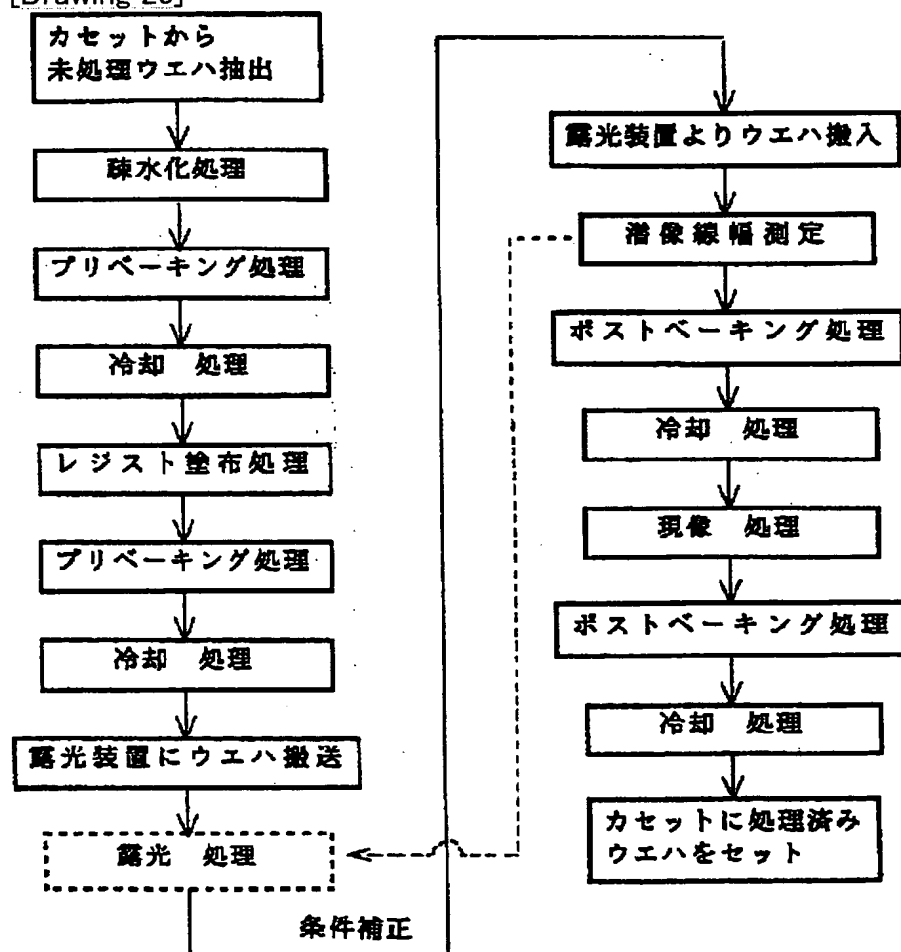 [Drawing 20]
カセットから
未処理ウエハ抽出
疎水化処理
プリベーキング処理
冷却　処理
レジスト塗布処理
プリベーキング処理
冷却　処理
露光装置にウエハ搬送
露光　処理
条件補正
露光装置よりウエハ搬入
潜像線幅測定
ポストベーキング処理
冷却　処理
現像　処理
ポストベーキング処理
冷却　処理
カセットに処理済み
ウエハをセット